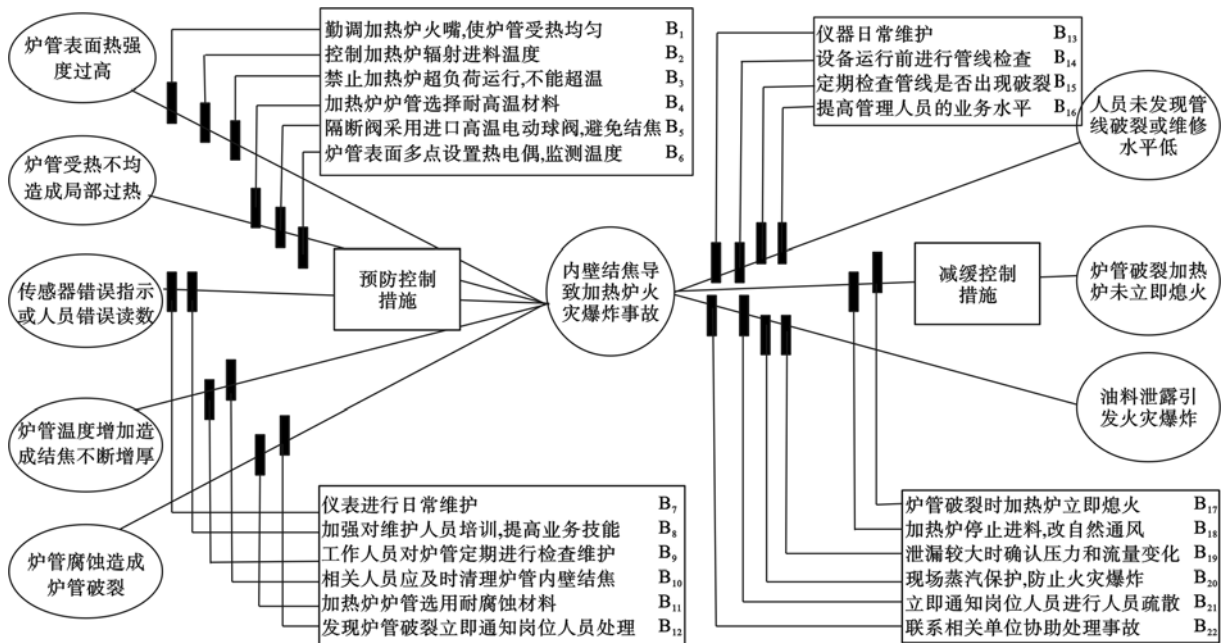 炉管表面热强
度过高
炉管受热不均
造成局部过热
传感器错误指示
或人员错误读数
炉管温度增加造
成结焦不断增厚
炉管腐蚀造成
炉管破裂
勤调加热炉火嘴,使炉管受热均匀 B₁
控制加热炉辐射进料温度 B₂
禁止加热炉超负荷运行,不能超温 B₃
加热炉炉管选择耐高温材料 B₄
隔断阀采用进口高温电动球阀,避免结焦 B₅
炉管表面多点设置热电偶,监测温度 B₆
预防控制
措施
仪表进行日常维护 B₇
加强对维护人员培训,提高业务技能 B₈
工作人员对炉管定期进行检查维护 B₉
相关人员应及时清理炉管内壁结焦 B₁₀
加热炉炉管选用耐腐蚀材料 B₁₁
发现炉管破裂立即通知岗位人员处理 B₁₂
内壁结焦导
致加热炉火
灾爆炸事故
仪器日常维护 B₁₃
设备运行前进行管线检查 B₁₄
定期检查管线是否出现破裂 B₁₅
提高管理人员的业务水平 B₁₆
减缓控制
措施
炉管破裂时加热炉立即熄火 B₁₇
加热炉停止进料,改自然通风 B₁₈
泄漏较大时确认压力和流量变化 B₁₉
现场蒸汽保护,防止火灾爆炸 B₂₀
立即通知岗位人员进行人员疏散 B₂₁
联系相关单位协助处理事故 B₂₂
人员未发现管
线破裂或维修
水平低
炉管破裂加热
炉未立即熄火
油料泄露引
发火灾爆炸